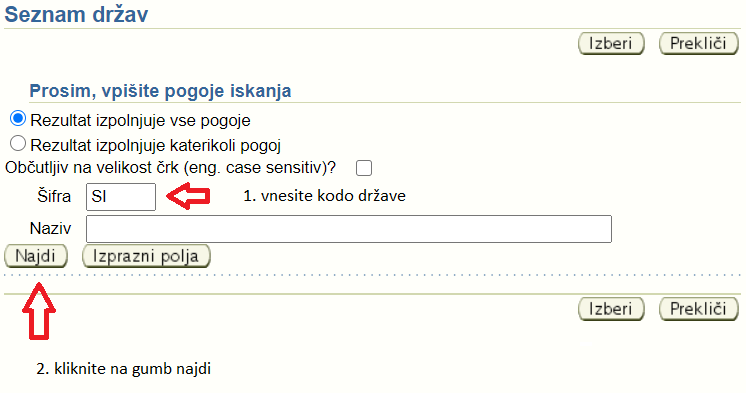 Seznam držav
Izberi Prekliči
Prosim, vpišite pogoje iskanja
Rezultat izpolnjuje vse pogoje
Rezultat izpolnjuje katerikoli pogoj
Občutljiv na velikost črk (eng. case sensitiv)?
Šifra SI 1. vnesite kodo države
Naziv
Najdi Izprazni polja
Izberi Prekliči
2. kliknite na gumb najdi